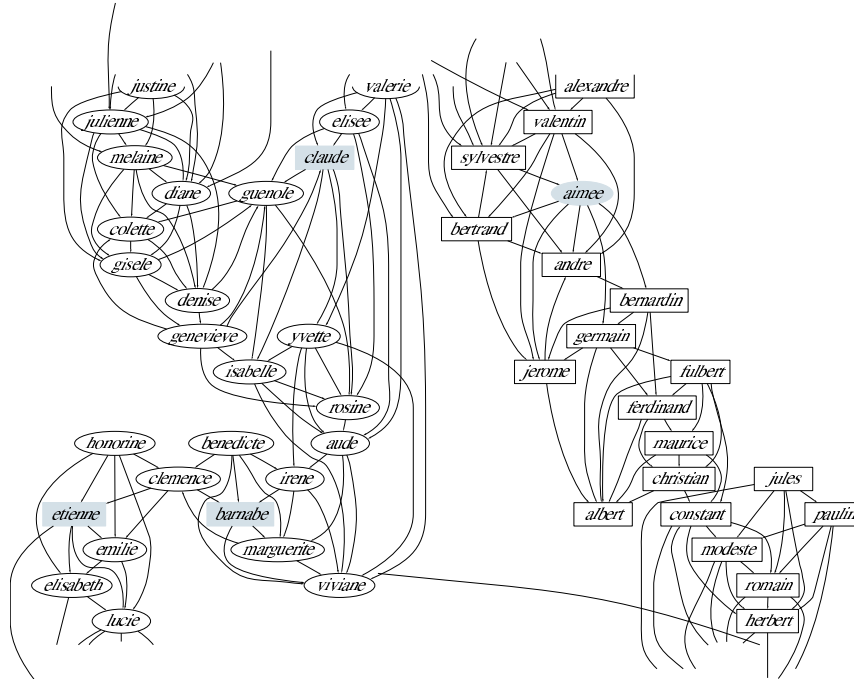 justine
valerie
alexandre
julienne
elisee
valentin
melaine
claude
sylvestre
diane
guenole
aimee
colette
bertrand
gisele
andre
denise
bernardin
genevieve
yvette
germain
isabelle
jerome
fulbert
rosine
ferdinand
honorine
benedicte
aude
maurice
clemence
irene
christian
jules
etienne
barnabe
albert
constant
paulin
emilie
marguerite
modeste
elisabeth
viviane
romain
lucie
herbert